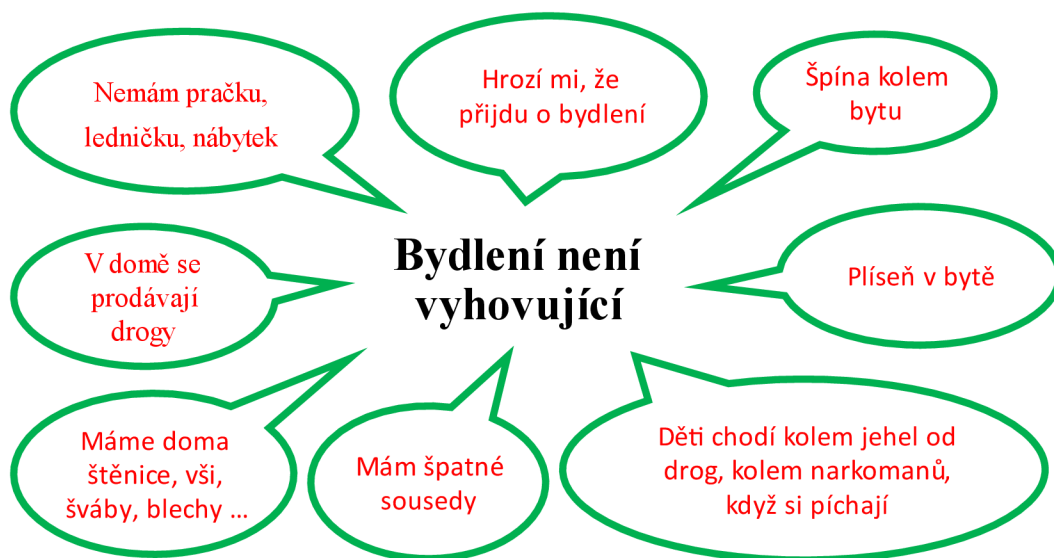 Nemám pračku,
ledničku, nábytek
Hrozí mi, že
přijdu o bydlení
Špína kolem
bytu
V domě se
prodávají
drogy
Bydlení není
vyhovující
Plíseň v bytě
Máme doma
štěnice, vši,
šváby, blechy ...
Mám špatné
sousedy
Děti chodí kolem jehel od
drog, kolem narkomanů,
když si píchají